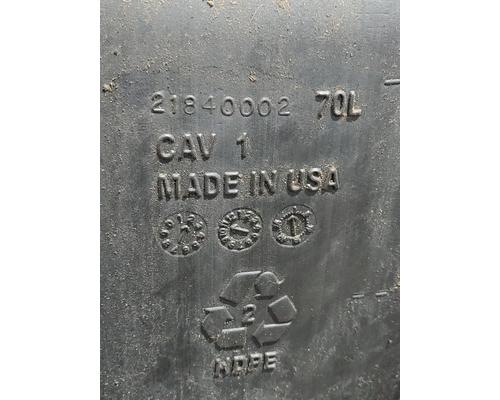 21840002 70L
CAV 1
MADE IN USA
2
HDPE